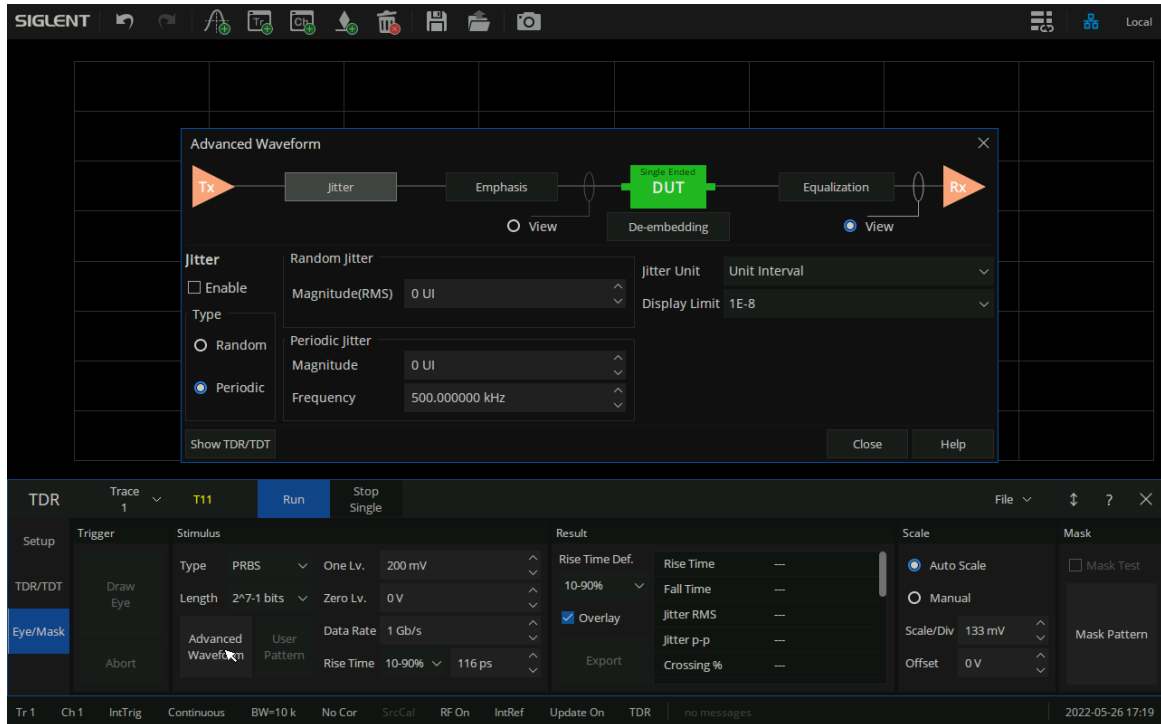 SIGLENT
Tr
Ch
Local
Advanced Waveform
Tx
Jitter
Emphasis
Single Ended
DUT
Equalization
Rx
View
De-embedding
View
Jitter
Enable
Type
Random
Periodic
Random Jitter
Magnitude(RMS) 0 UI
Periodic Jitter
Magnitude 0 UI
Frequency 500.000000 kHz
Jitter Unit Unit Interval
Display Limit 1E-8
Show TDR/TDT
Close
Help
TDR
Trace
1
T11
Run
Stop
Single
File
?
Setup
TDR/TDT
Eye/Mask
Trigger
Draw
Eye
Abort
Stimulus
Type PRBS
Length 2^7-1 bits
Advanced
Waveform
User
Pattern
One Lv. 200 mV
Zero Lv. 0 V
Data Rate 1 Gb/s
Rise Time 10-90% 116 ps
Result
Rise Time Def.
10-90%
Overlay
Export
Rise Time ---
Fall Time ---
Jitter RMS ---
Jitter p-p ---
Crossing % ---
Scale
Auto Scale
Manual
Scale/Div 133 mV
Offset 0 V
Mask
Mask Test
Mask Pattern
Tr 1 Ch 1 IntTrig Continuous BW=10 k No Cor SrcCal RF On IntRef Update On TDR no messages 2022-05-26 17:19